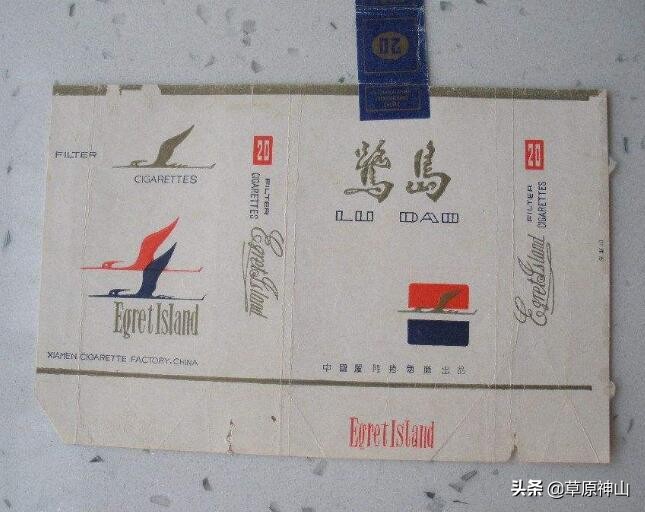 20
FILTER
CIGARETTES
Egret Island
XIAMEN CIGARETTE FACTORY·CHINA
20
FILTER
CIGARETTES
Egret Island
鷺島
LU DAO
中國厦門捲煙廠出品
20
FILTER
CIGARETTES
Egret Island
Egret Island
头条 @草原神山